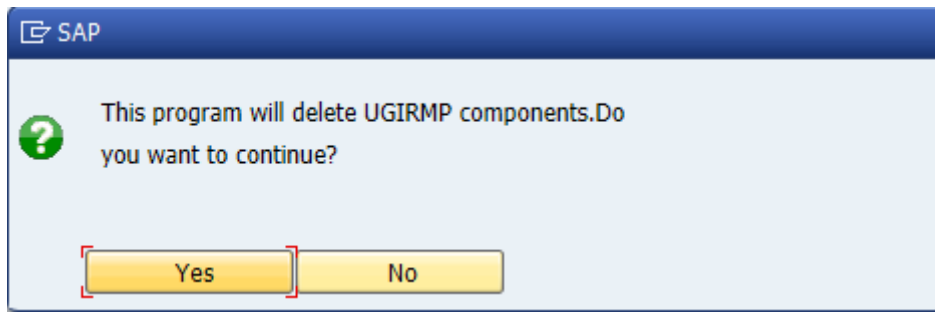 SAP
This program will delete UGIRMP components.Do
you want to continue?
Yes No